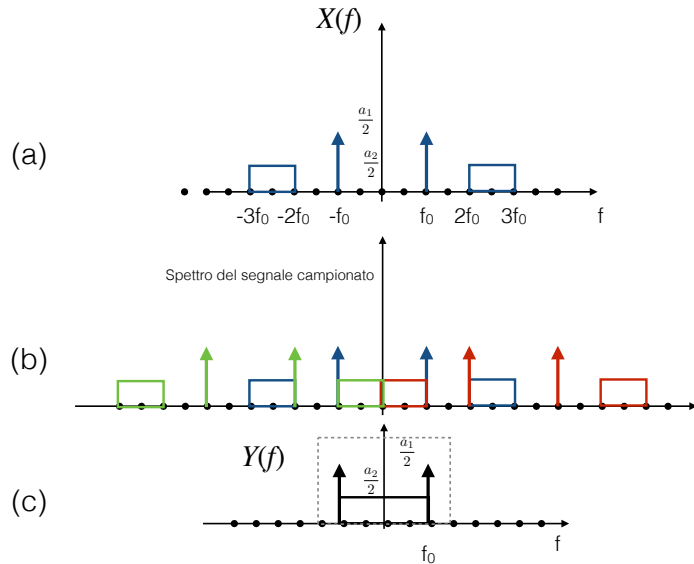 X(f)
(a)
a₁/2
a₂/2
-3f₀ -2f₀ -f₀ f₀ 2f₀ 3f₀ f
Spettro del segnale campionato
(b)
Y(f)
a₁/2
a₂/2
(c)
f₀ f